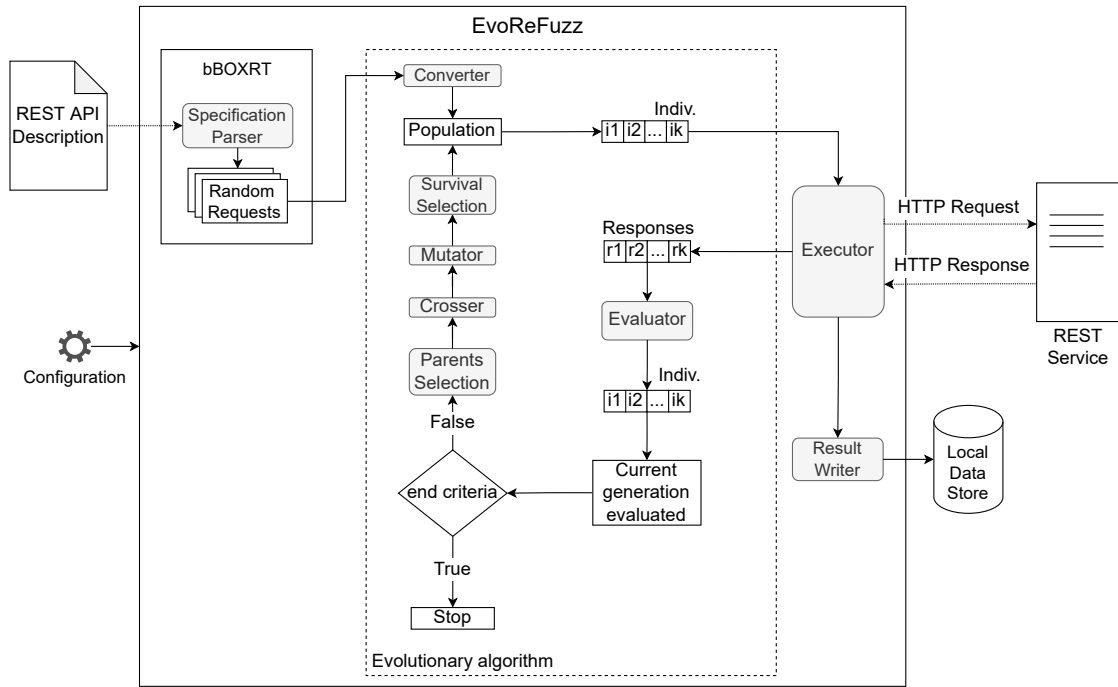 EvoReFuzz
REST API
Description
bBOXRT
Specification
Parser
Random
Requests
Configuration
Converter
Population
Survival
Selection
Mutator
Crosser
Parents
Selection
False
end criteria
True
Stop
Evolutionary algorithm
Indiv.
i1 i2 ... ik
Responses
r1 r2 ... rk
Evaluator
Indiv.
i1 i2 ... ik
Current
generation
evaluated
Executor
Result
Writer
HTTP Request
HTTP Response
REST
Service
Local
Data
Store